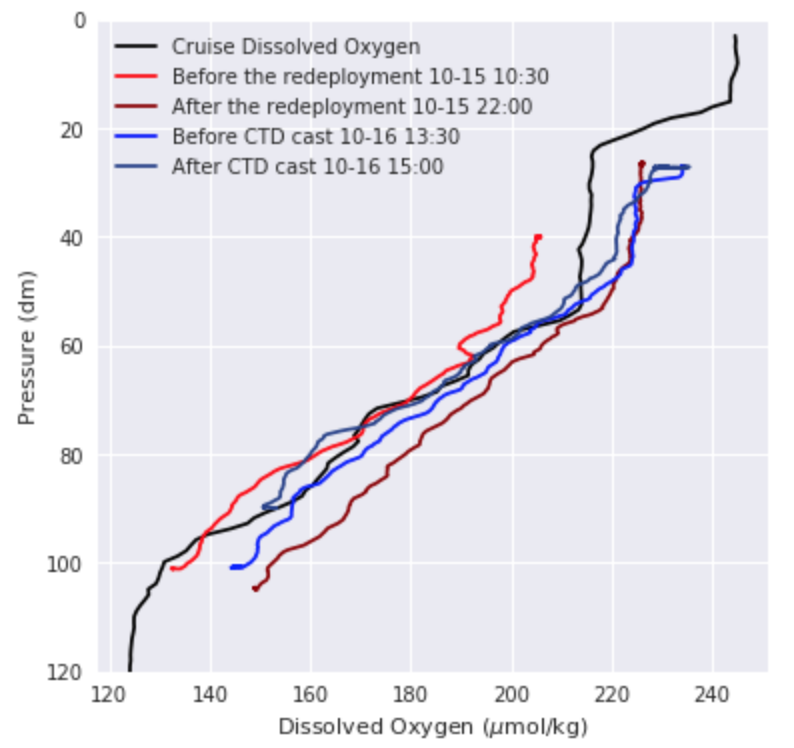 0
20
40
60
80
100
120
Pressure (dm)
Cruise Dissolved Oxygen
Before the redeployment 10-15 10:30
After the redeployment 10-15 22:00
Before CTD cast 10-16 13:30
After CTD cast 10-16 15:00
120 140 160 180 200 220 240
Dissolved Oxygen (μmol/kg)